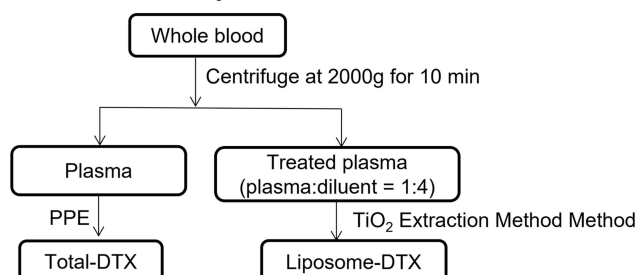 Whole blood
Centrifuge at 2000g for 10 min
Plasma
Treated plasma
(plasma:diluent = 1:4)
PPE
TiO₂ Extraction Method Method
Total-DTX
Liposome-DTX